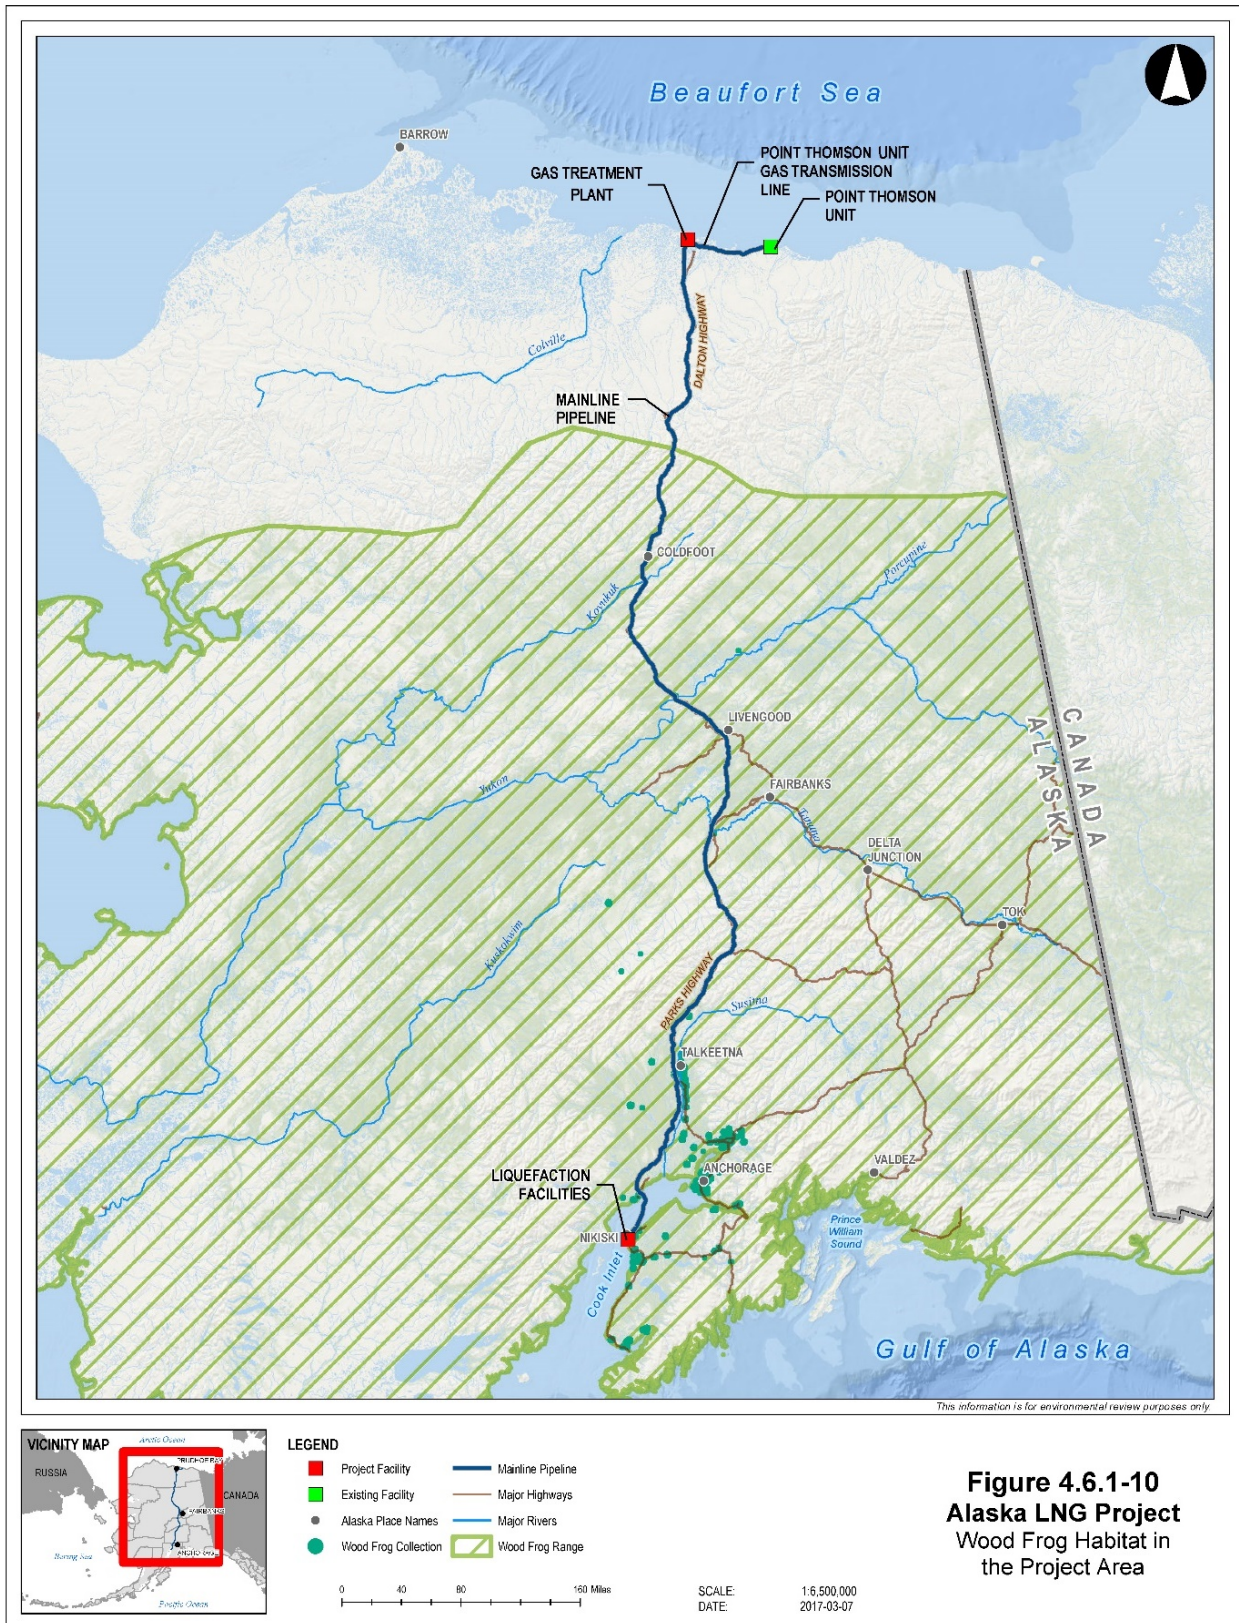 Beaufort Sea
BARROW
GAS TREATMENT
PLANT
POINT THOMSON UNIT
GAS TRANSMISSION
LINE
POINT THOMSON
UNIT
Colville
DALTON HIGHWAY
MAINLINE
PIPELINE
COLDFOOT
Koyukuk
Porcupine
LIVENGOOD
CANADA
ALASKA
Yukon
FAIRBANKS
Tanana
DELTA
JUNCTION
TOK
Kuskokwim
PARKS HIGHWAY
Susitna
TALKEETNA
ANCHORAGE
VALDEZ
LIQUEFACTION
FACILITIES
NIKISKI
Cook Inlet
Prince
William
Sound
Gulf of Alaska
This information is for environmental review purposes only.
VICINITY MAP
Arctic Ocean
RUSSIA
PRUDHOE BAY
CANADA
FAIRBANKS
Bering Sea
Pacific Ocean
LEGEND
Project Facility
Existing Facility
Alaska Place Names
Wood Frog Collection
Mainline Pipeline
Major Highways
Major Rivers
Wood Frog Range
0 40 80 160 Miles
SCALE: 1:6,500,000
DATE: 2017-03-07
Figure 4.6.1-10
Alaska LNG Project
Wood Frog Habitat in
the Project Area